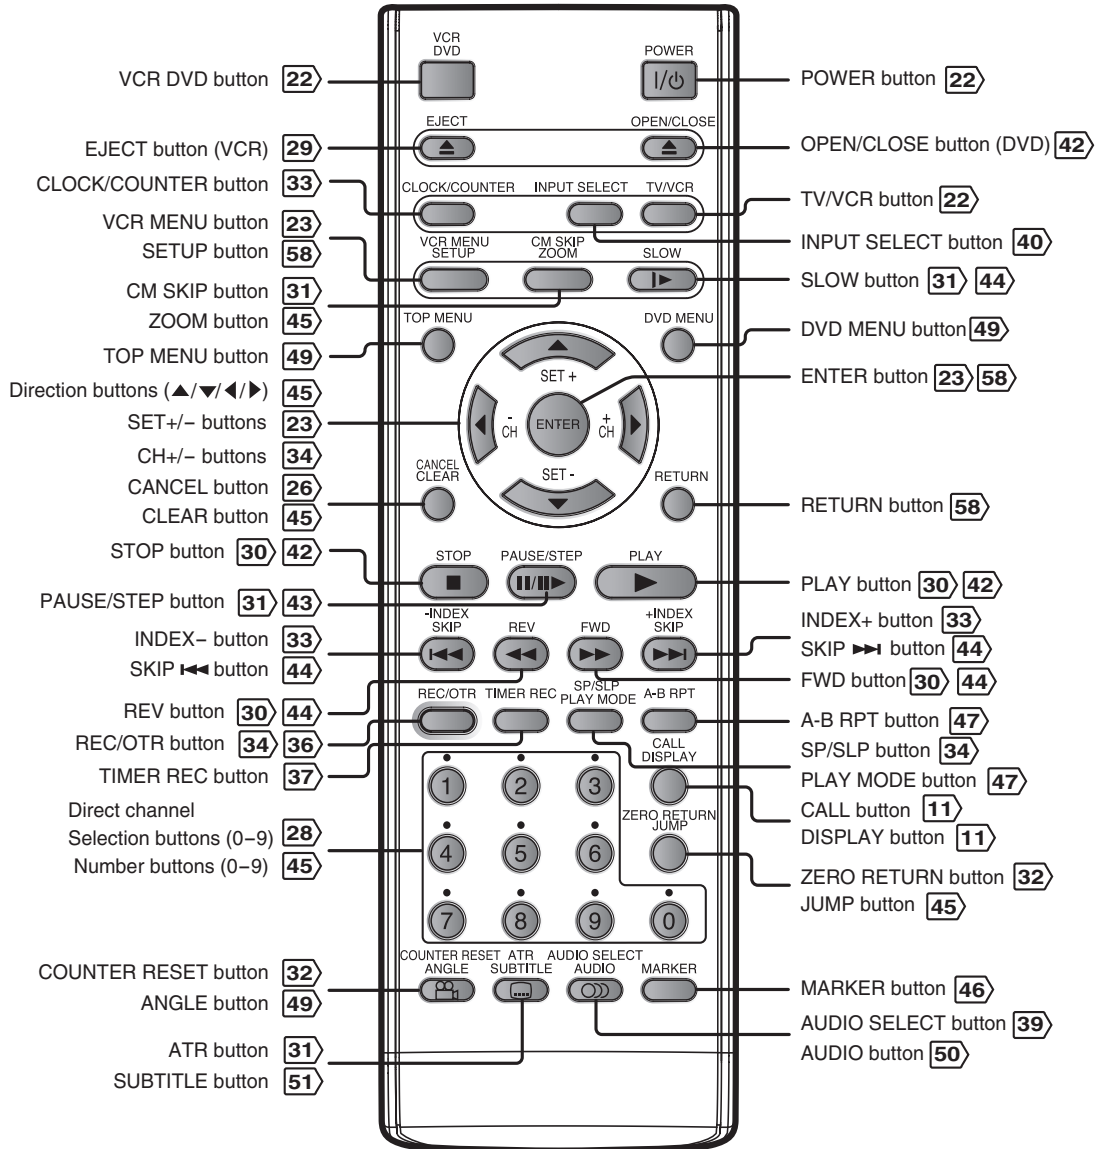 VCR DVD button 22
EJECT button (VCR) 29
CLOCK/COUNTER button 33
VCR MENU button 23
SETUP button 58
CM SKIP button 31
ZOOM button 45
TOP MENU button 49
Direction buttons (▲/▼/◀/▶) 45
SET+/− buttons 23
CH+/− buttons 34
CANCEL button 26
CLEAR button 45
STOP button 30 42
PAUSE/STEP button 31 43
INDEX− button 33
SKIP ⏮ button 44
REV button 30 44
REC/OTR button 34 36
TIMER REC button 37
Direct channel
Selection buttons (0−9) 28
Number buttons (0−9) 45
COUNTER RESET button 32
ANGLE button 49
ATR button 31
SUBTITLE button 51
VCR
DVD
POWER
I/⏻
EJECT
OPEN/CLOSE
CLOCK/COUNTER INPUT SELECT TV/VCR
VCR MENU
SETUP
CM SKIP
ZOOM
SLOW
TOP MENU
DVD MENU
SET +
-
CH
ENTER
+
CH
SET -
CANCEL
CLEAR
RETURN
STOP PAUSE/STEP PLAY
-INDEX
SKIP
REV
FWD
+INDEX
SKIP
REC/OTR TIMER REC
SP/SLP
PLAY MODE
A-B RPT
CALL
DISPLAY
1 2 3
ZERO RETURN
JUMP
4 5 6
7 8 9 0
COUNTER RESET
ANGLE
ATR
SUBTITLE
AUDIO SELECT
AUDIO
MARKER
POWER button 22
OPEN/CLOSE button (DVD) 42
TV/VCR button 22
INPUT SELECT button 40
SLOW button 31 44
DVD MENU button 49
ENTER button 23 58
RETURN button 58
PLAY button 30 42
INDEX+ button 33
SKIP ⏭ button 44
FWD button 30 44
A-B RPT button 47
SP/SLP button 34
PLAY MODE button 47
CALL button 11
DISPLAY button 11
ZERO RETURN button 32
JUMP button 45
MARKER button 46
AUDIO SELECT button 39
AUDIO button 50